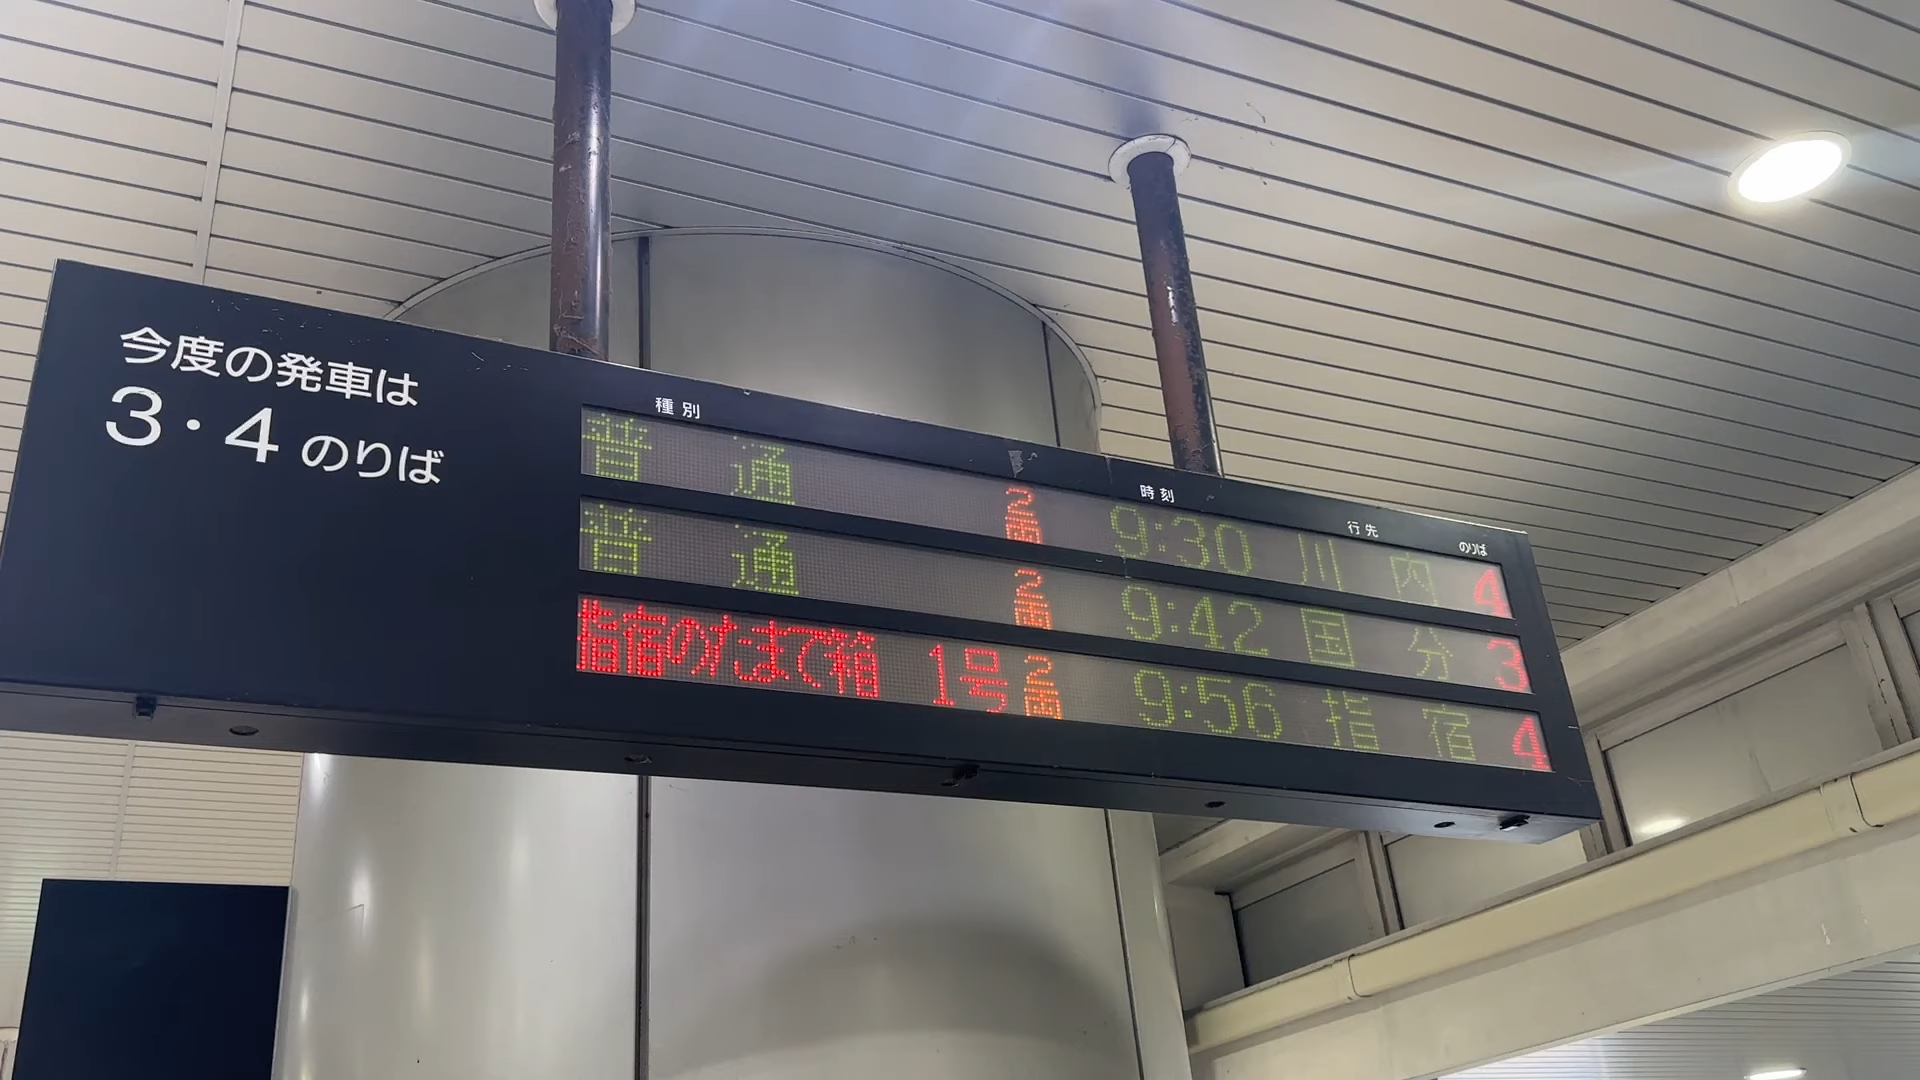 今度の発車は
3・4 のりば
種別 時刻 行先 のりば
普通 2両 9:30 川内 4
普通 2両 9:42 国分 3
指宿のたまて箱 1号 2両 9:56 指宿 4